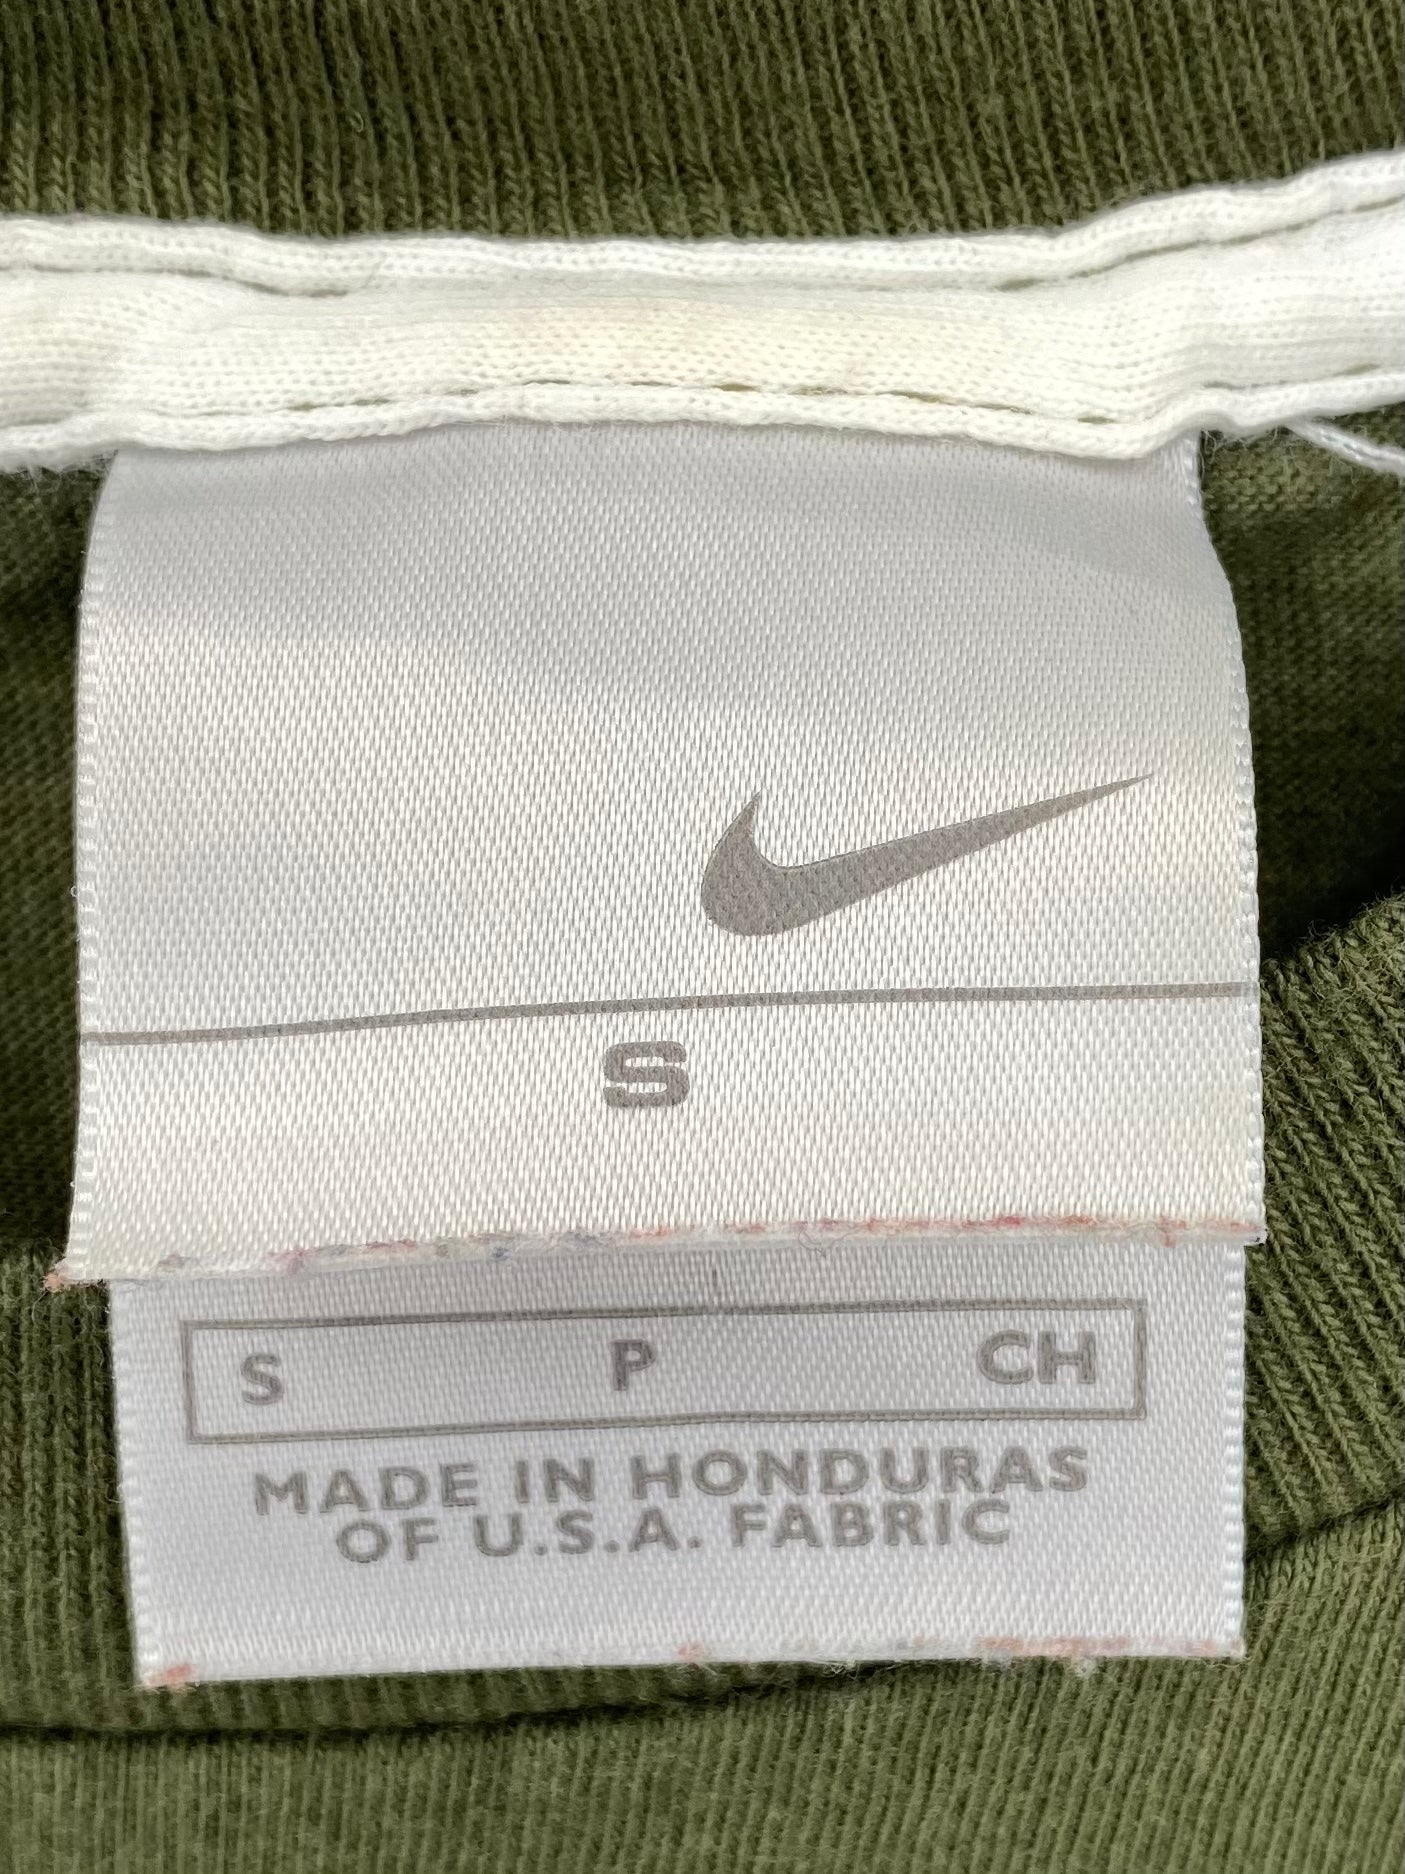 S
S P CH
MADE IN HONDURAS
OF U.S.A. FABRIC